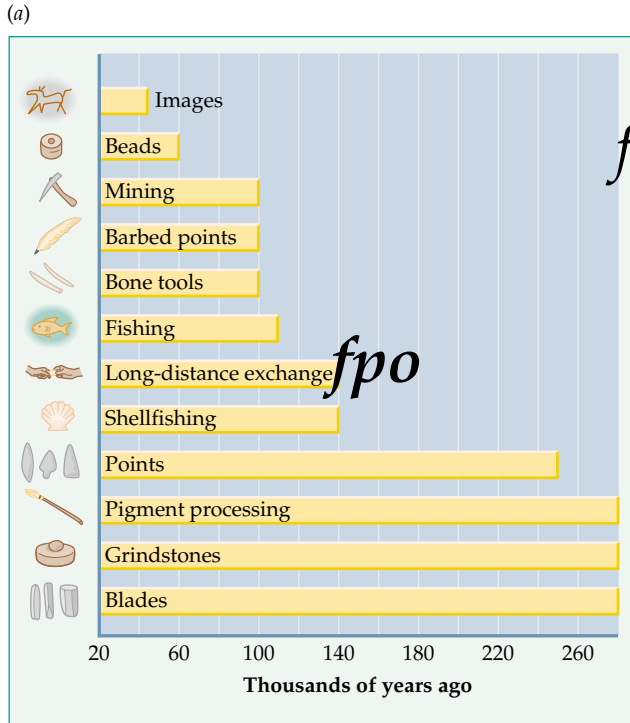 (a)
Images
f
Beads
Mining
Barbed points
Bone tools
Fishing
Long-distance exchange
fpo
Shellfishing
Points
Pigment processing
Grindstones
Blades
20 60 100 140 180 220 260
Thousands of years ago